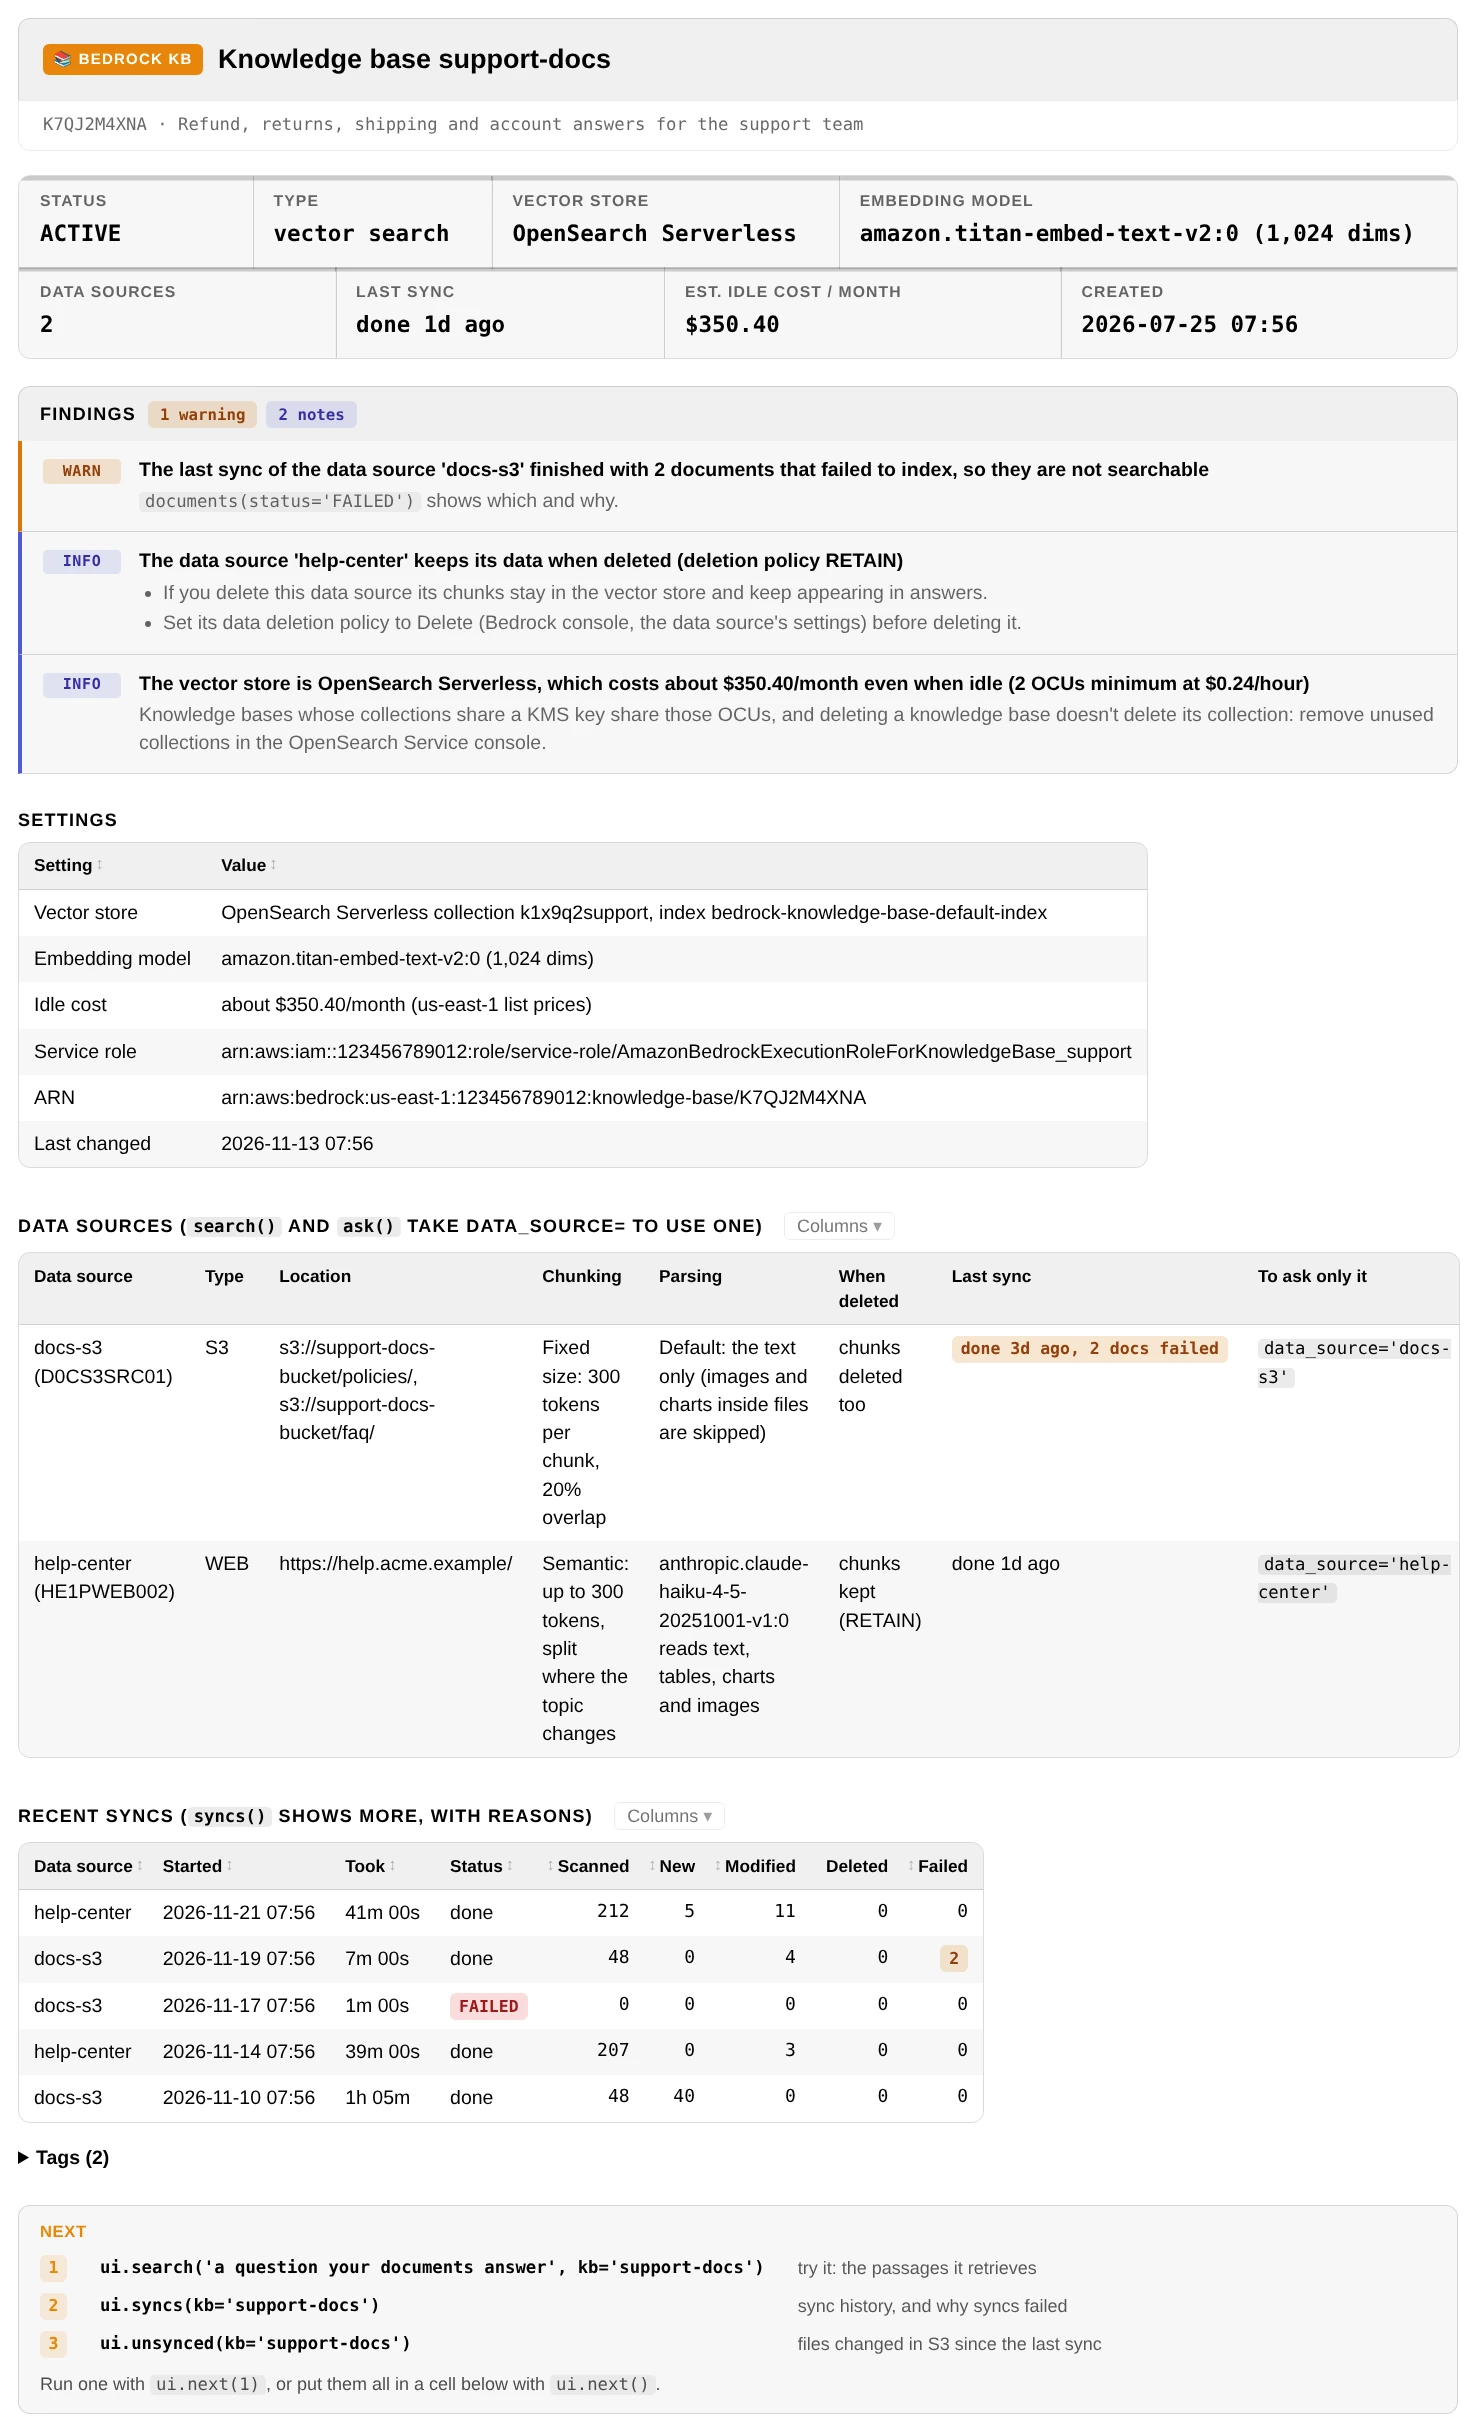 📚 BEDROCK KB Knowledge base support-docs
K7QJ2M4XNA · Refund, returns, shipping and account answers for the support team
STATUS TYPE VECTOR STORE EMBEDDING MODEL
ACTIVE vector search OpenSearch Serverless amazon.titan-embed-text-v2:0 (1,024 dims)
DATA SOURCES LAST SYNC EST. IDLE COST / MONTH CREATED
2 done 1d ago $350.40 2026-07-25 07:56
FINDINGS 1 warning 2 notes
WARN The last sync of the data source 'docs-s3' finished with 2 documents that failed to index, so they are not searchable
documents(status='FAILED') shows which and why.
INFO The data source 'help-center' keeps its data when deleted (deletion policy RETAIN)
• If you delete this data source its chunks stay in the vector store and keep appearing in answers.
• Set its data deletion policy to Delete (Bedrock console, the data source's settings) before deleting it.
INFO The vector store is OpenSearch Serverless, which costs about $350.40/month even when idle (2 OCUs minimum at $0.24/hour)
Knowledge bases whose collections share a KMS key share those OCUs, and deleting a knowledge base doesn't delete its collection: remove unused
collections in the OpenSearch Service console.
SETTINGS
Setting ↕ Value ↕
Vector store OpenSearch Serverless collection k1x9q2support, index bedrock-knowledge-base-default-index
Embedding model amazon.titan-embed-text-v2:0 (1,024 dims)
Idle cost about $350.40/month (us-east-1 list prices)
Service role arn:aws:iam::123456789012:role/service-role/AmazonBedrockExecutionRoleForKnowledgeBase_support
ARN arn:aws:bedrock:us-east-1:123456789012:knowledge-base/K7QJ2M4XNA
Last changed 2026-11-13 07:56
DATA SOURCES (search() AND ask() TAKE DATA_SOURCE= TO USE ONE) Columns ▾
Data source Type Location Chunking Parsing When Last sync To ask only it
deleted
docs-s3 S3 s3://support-docs- Fixed Default: the text chunks done 3d ago, 2 docs failed data_source='docs-
(D0CS3SRC01) bucket/policies/, size: 300 only (images and deleted s3'
s3://support-docs- tokens charts inside files too
bucket/faq/ per are skipped)
chunk,
20%
overlap
help-center WEB https://help.acme.example/ Semantic: anthropic.claude- chunks done 1d ago data_source='help-
(HE1PWEB002) up to 300 haiku-4-5- kept center'
tokens, 20251001-v1:0 (RETAIN)
split reads text,
where the tables, charts
topic and images
changes
RECENT SYNCS (syncs() SHOWS MORE, WITH REASONS) Columns ▾
Data source ↕ Started ↕ Took ↕ Status ↕ ↕ Scanned ↕ New ↕ Modified Deleted ↕ Failed
help-center 2026-11-21 07:56 41m 00s done 212 5 11 0 0
docs-s3 2026-11-19 07:56 7m 00s done 48 0 4 0 2
docs-s3 2026-11-17 07:56 1m 00s FAILED 0 0 0 0 0
help-center 2026-11-14 07:56 39m 00s done 207 0 3 0 0
docs-s3 2026-11-10 07:56 1h 05m done 48 40 0 0 0
▶ Tags (2)
NEXT
1 ui.search('a question your documents answer', kb='support-docs') try it: the passages it retrieves
2 ui.syncs(kb='support-docs') sync history, and why syncs failed
3 ui.unsynced(kb='support-docs') files changed in S3 since the last sync
Run one with ui.next(1), or put them all in a cell below with ui.next().